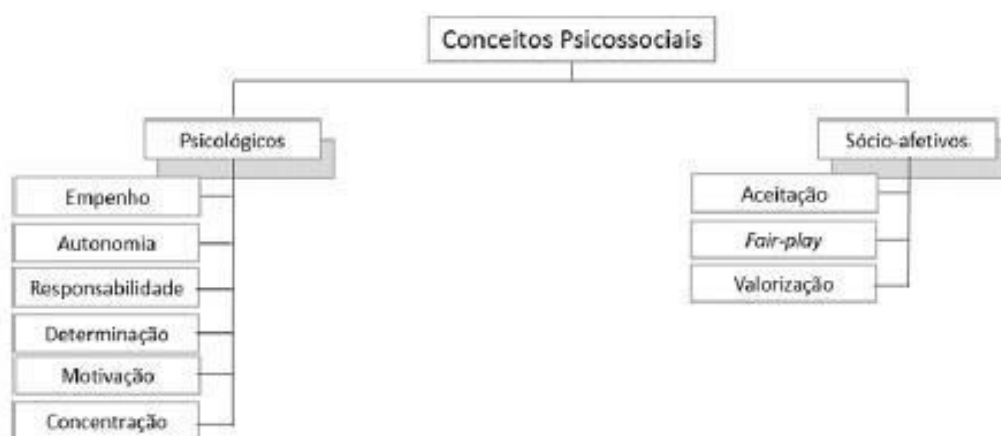 Conceitos Psicossociais
Psicológicos
Empenho
Autonomia
Responsabilidade
Determinação
Motivação
Concentração
Sócio-afetivos
Aceitação
Fair-play
Valorização